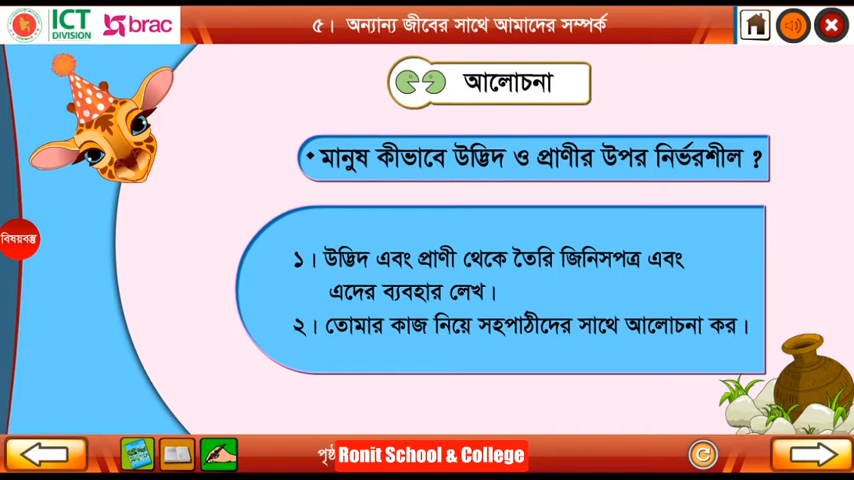 ICT
DIVISION
brac
৫। অন্যান্য জীবের সাথে আমাদের সম্পর্ক
আলোচনা
• মানুষ কীভাবে উদ্ভিদ ও প্রাণীর উপর নির্ভরশীল ?
বিষয়বস্তু
১। উদ্ভিদ এবং প্রাণী থেকে তৈরি জিনিসপত্র এবং
এদের ব্যবহার লেখ।
২। তোমার কাজ নিয়ে সহপাঠীদের সাথে আলোচনা কর।
Ronit School & College